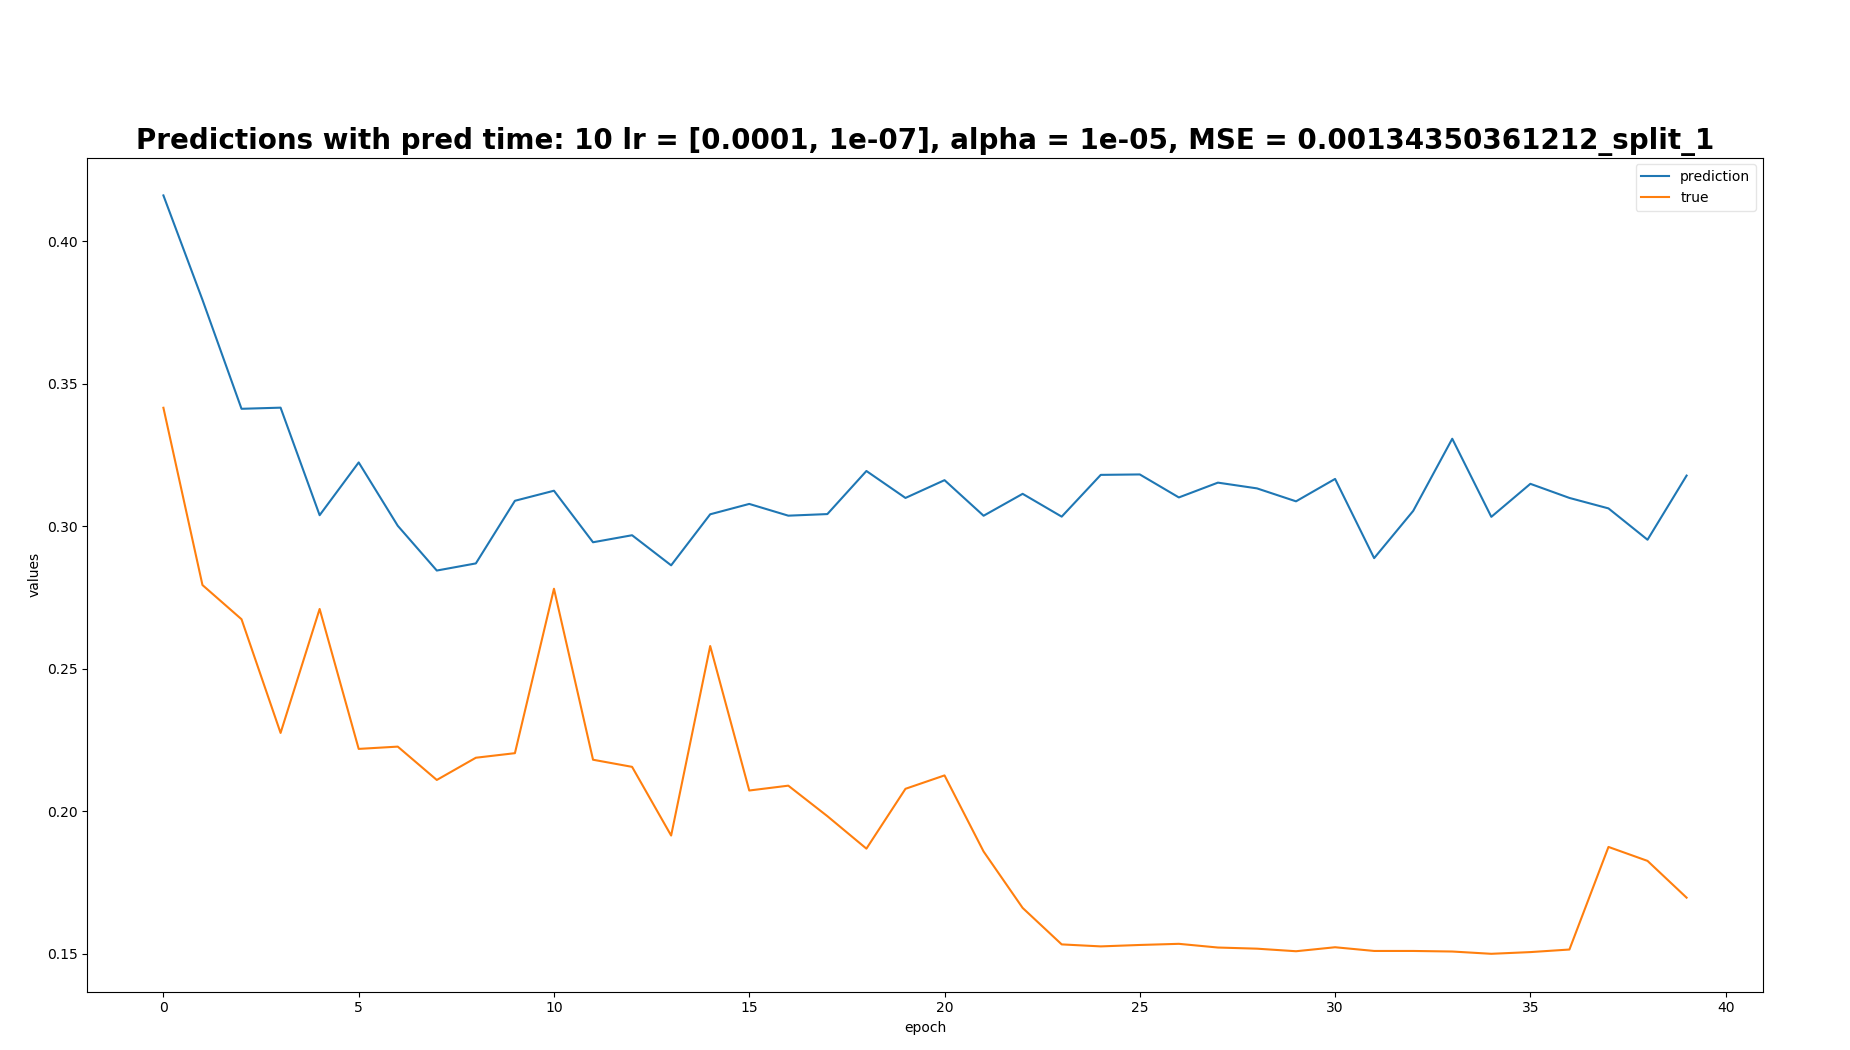 Predictions with pred time: 10 lr = [0.0001, 1e-07], alpha = 1e-05, MSE = 0.00134350361212_split_1
prediction
true
0.40
0.35
0.30
0.25
0.20
0.15
values
0 5 10 15 20 25 30 35 40
epoch